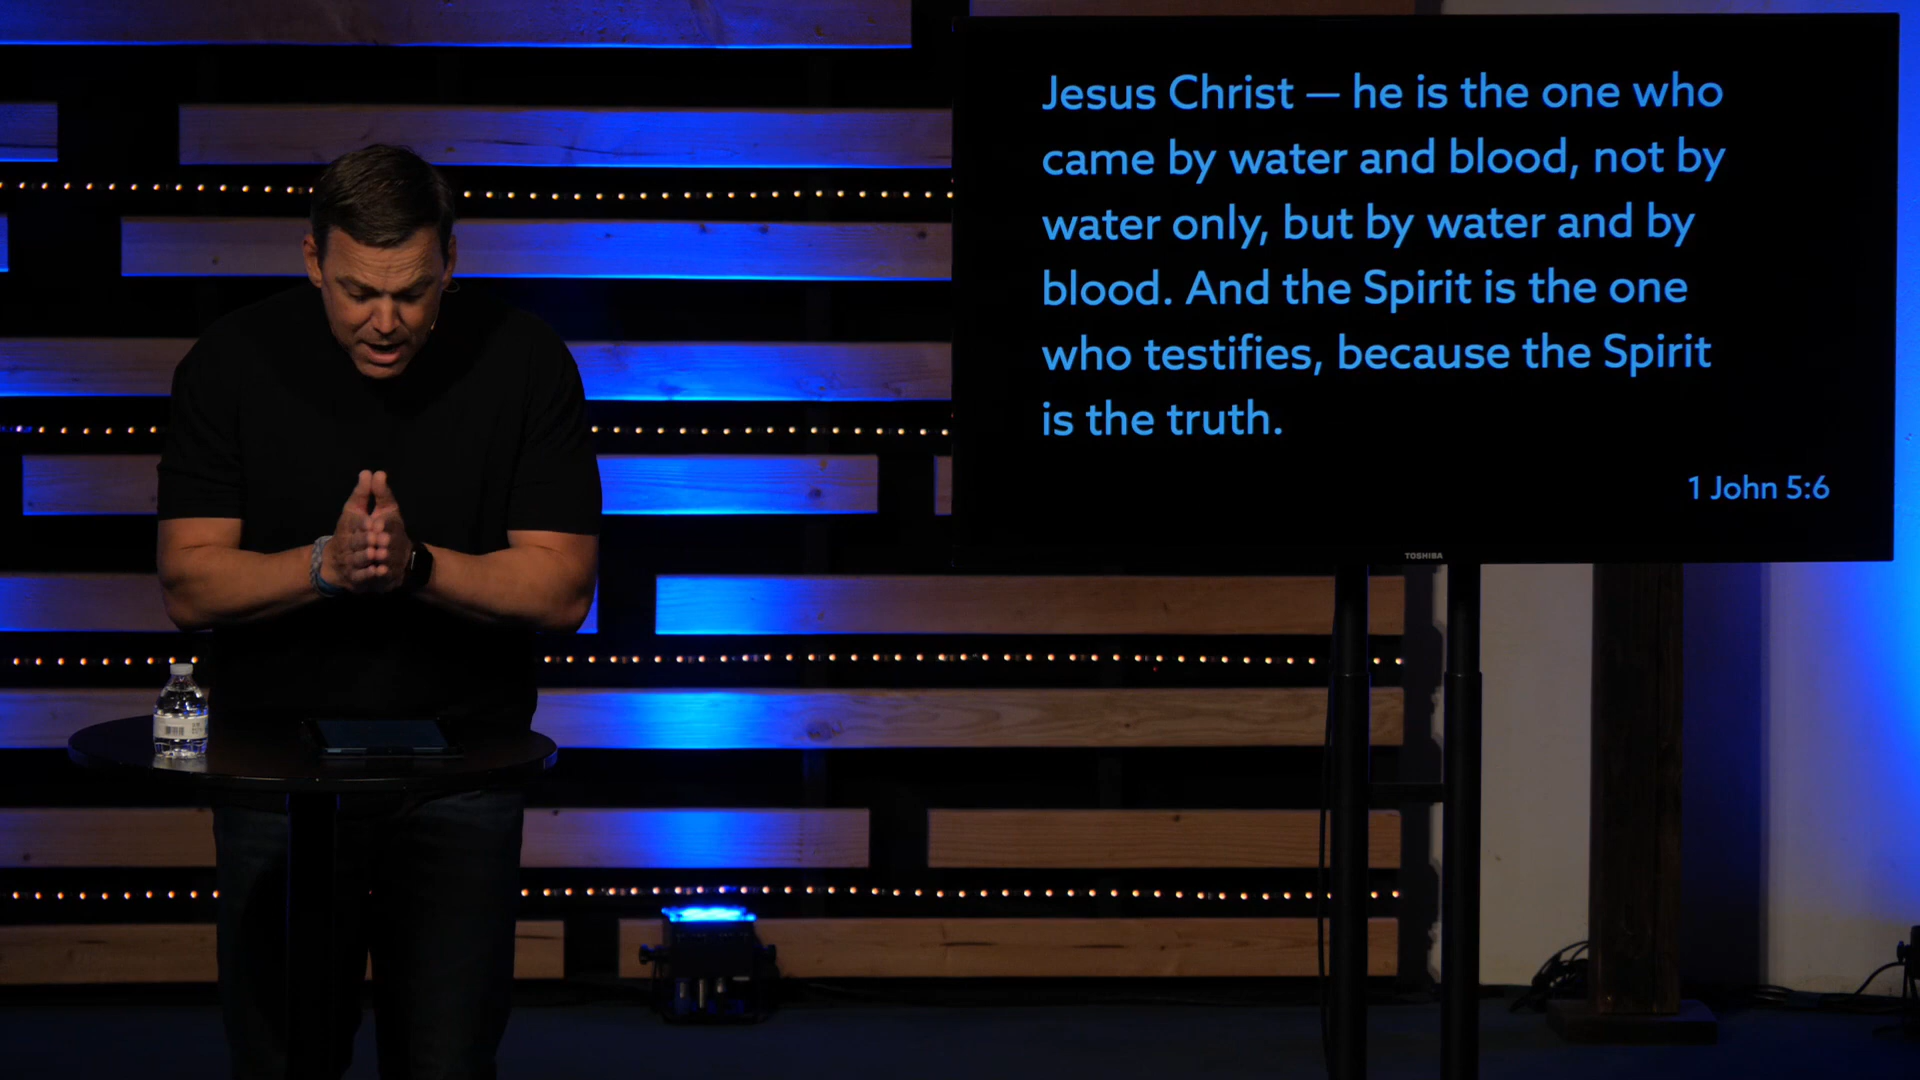 Jesus Christ — he is the one who
came by water and blood, not by
water only, but by water and by
blood. And the Spirit is the one
who testifies, because the Spirit
is the truth.
1 John 5:6
TOSHIBA